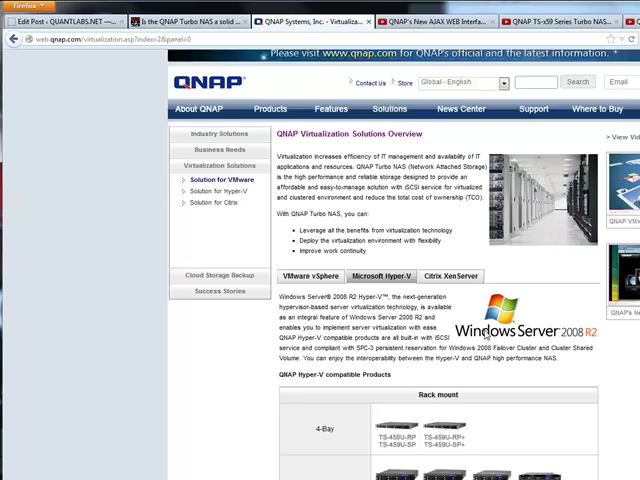 Firefox
Edit Post ‹ QUANTLABS.NET —...
Is the QNAP Turbo NAS a solid ...
QNAP Systems, Inc. - Virtualiza...
QNAP's New AJAX WEB Interfa...
QNAP TS-x59 Series Turbo NAS...
web.qnap.com/virtualization.asp?index=2&panel=0
Please visit www.qnap.com for QNAP's official and the latest information.
QNAP
Contact Us
Store
Global - English
Search
Email
About QNAP
Products
Features
Solutions
News Center
Support
Where to Buy
Industry Solutions
Business Needs
Virtualization Solutions
Solution for VMware
Solution for Hyper-V
Solution for Citrix
Cloud Storage Backup
Success Stories
QNAP Virtualization Solutions Overview
Virtualization increases efficiency of IT management and availability of IT
applications and resources. QNAP Turbo NAS (Network Attached Storage)
is the high performance and reliable storage designed to provide an
affordable and easy-to-manage solution with iSCSI service for virtualized
and clustered environment and reduce the total cost of ownership (TCO).
With QNAP Turbo NAS, you can:
Leverage all the benefits from virtualization technology
Deploy the virtualization environment with flexibility
Improve work continuity
> View Vid
QNAP VM
QNAP's Ne
VMware vSphere
Microsoft Hyper-V
Citrix XenServer
Windows Server® 2008 R2 Hyper-V™, the next-generation
hypervisor-based server virtualization technology, is available
as an integral feature of Windows Server 2008 R2 and
enables you to implement server virtualization with ease.
QNAP Hyper-V compatible products are all built-in with iSCSI
service and compliant with SPC-3 persistent reservation for Windows 2008 Failover Cluster and Cluster Shared
Volume. You can enjoy the interoperability between the Hyper-V and QNAP high performance NAS.
Windows Server 2008 R2
QNAP Hyper-V compatible Products
Rack mount
4-Bay
TS-459U-RP
TS-459U-SP
TS-459U-RP+
TS-459U-SP+